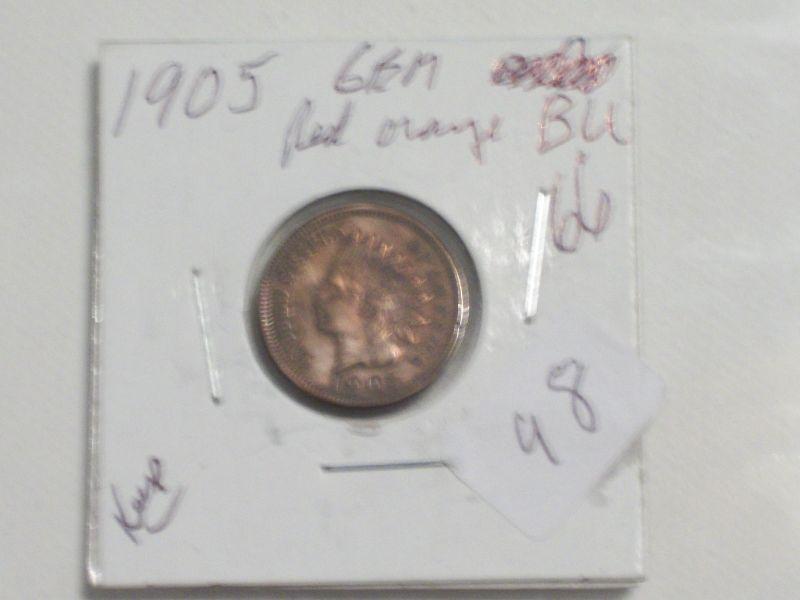 1905 GEM
Red orange BU
66
98
Keep